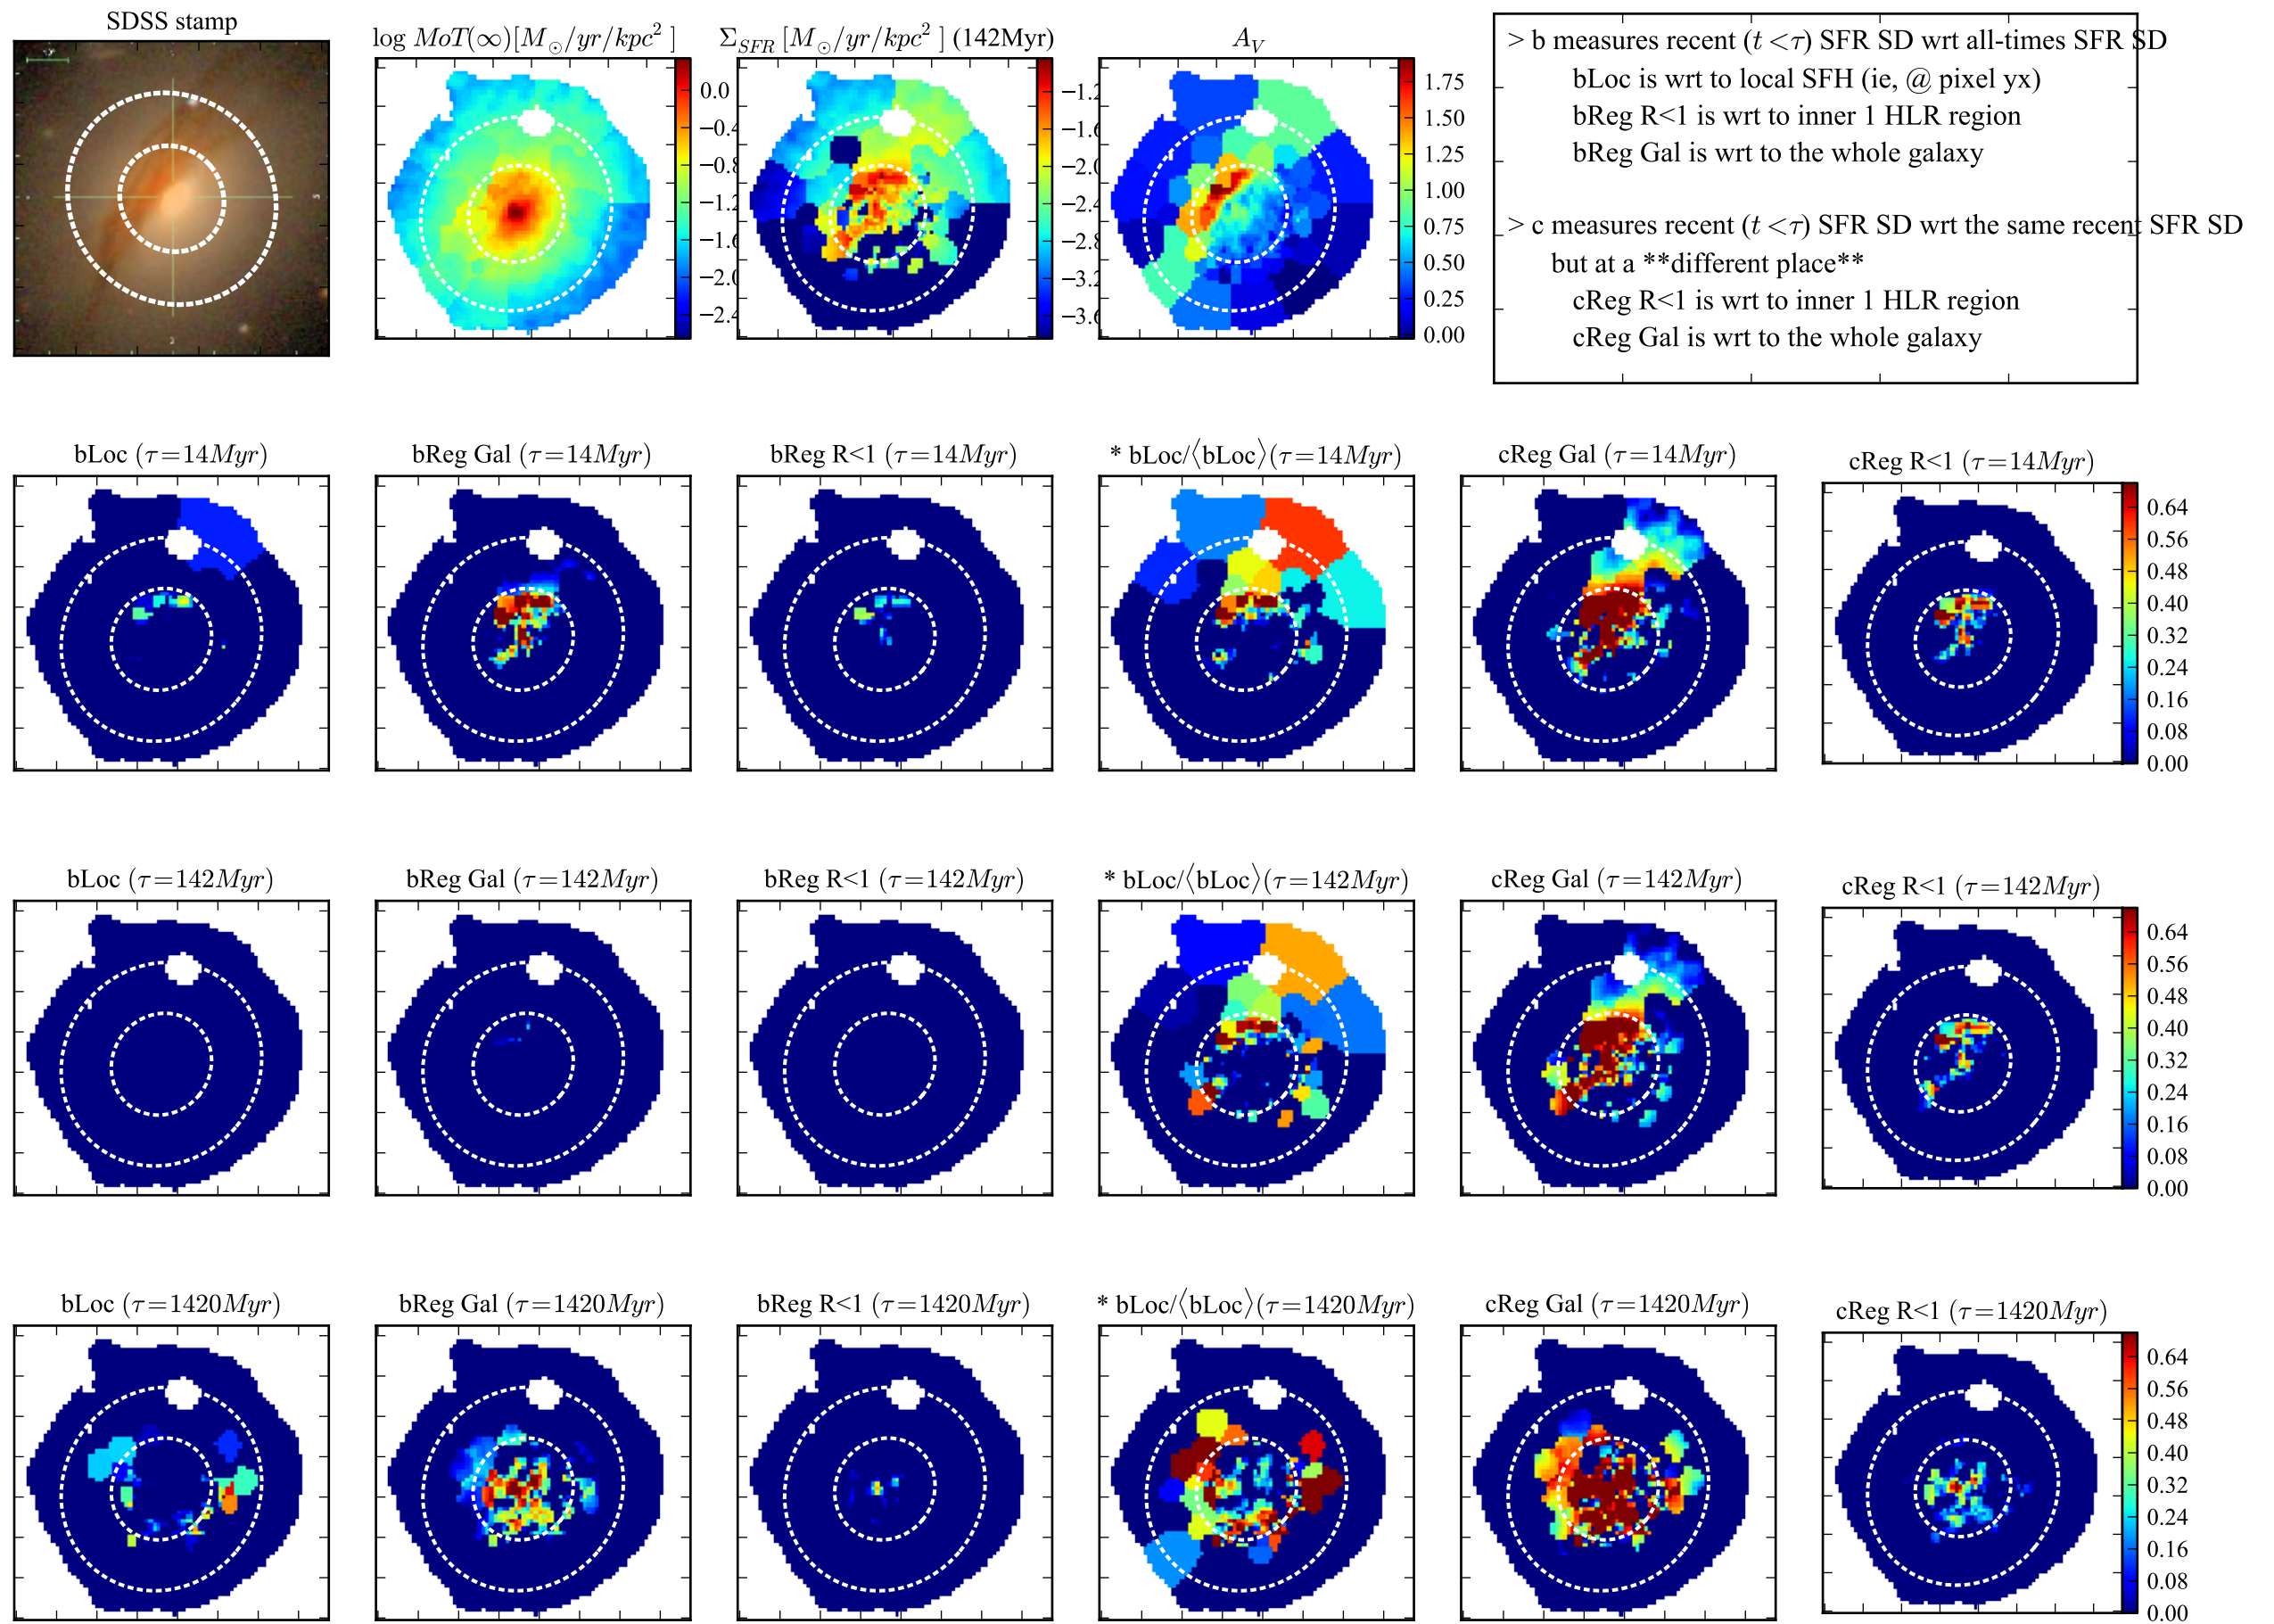 SDSS stamp
log MoT(∞)[M⊙/yr/kpc² ]
Σ_SFR [M⊙/yr/kpc² ] (142Myr)
A_V
0.0
−0.4
−0.8
−1.2
−1.6
−2.0
−2.4
−1.2
−1.6
−2.0
−2.4
−2.8
−3.2
−3.6
1.75
1.50
1.25
1.00
0.75
0.50
0.25
0.00
> b measures recent (t <τ) SFR SD wrt all-times SFR SD
bLoc is wrt to local SFH (ie, @ pixel yx)
bReg R<1 is wrt to inner 1 HLR region
bReg Gal is wrt to the whole galaxy
> c measures recent (t <τ) SFR SD wrt the same recent SFR SD
but at a **different place**
cReg R<1 is wrt to inner 1 HLR region
cReg Gal is wrt to the whole galaxy
bLoc (τ=14Myr)
bReg Gal (τ=14Myr)
bReg R<1 (τ=14Myr)
* bLoc/⟨bLoc⟩(τ=14Myr)
cReg Gal (τ=14Myr)
cReg R<1 (τ=14Myr)
0.64
0.56
0.48
0.40
0.32
0.24
0.16
0.08
0.00
bLoc (τ=142Myr)
bReg Gal (τ=142Myr)
bReg R<1 (τ=142Myr)
* bLoc/⟨bLoc⟩(τ=142Myr)
cReg Gal (τ=142Myr)
cReg R<1 (τ=142Myr)
0.64
0.56
0.48
0.40
0.32
0.24
0.16
0.08
0.00
bLoc (τ=1420Myr)
bReg Gal (τ=1420Myr)
bReg R<1 (τ=1420Myr)
* bLoc/⟨bLoc⟩(τ=1420Myr)
cReg Gal (τ=1420Myr)
cReg R<1 (τ=1420Myr)
0.64
0.56
0.48
0.40
0.32
0.24
0.16
0.08
0.00